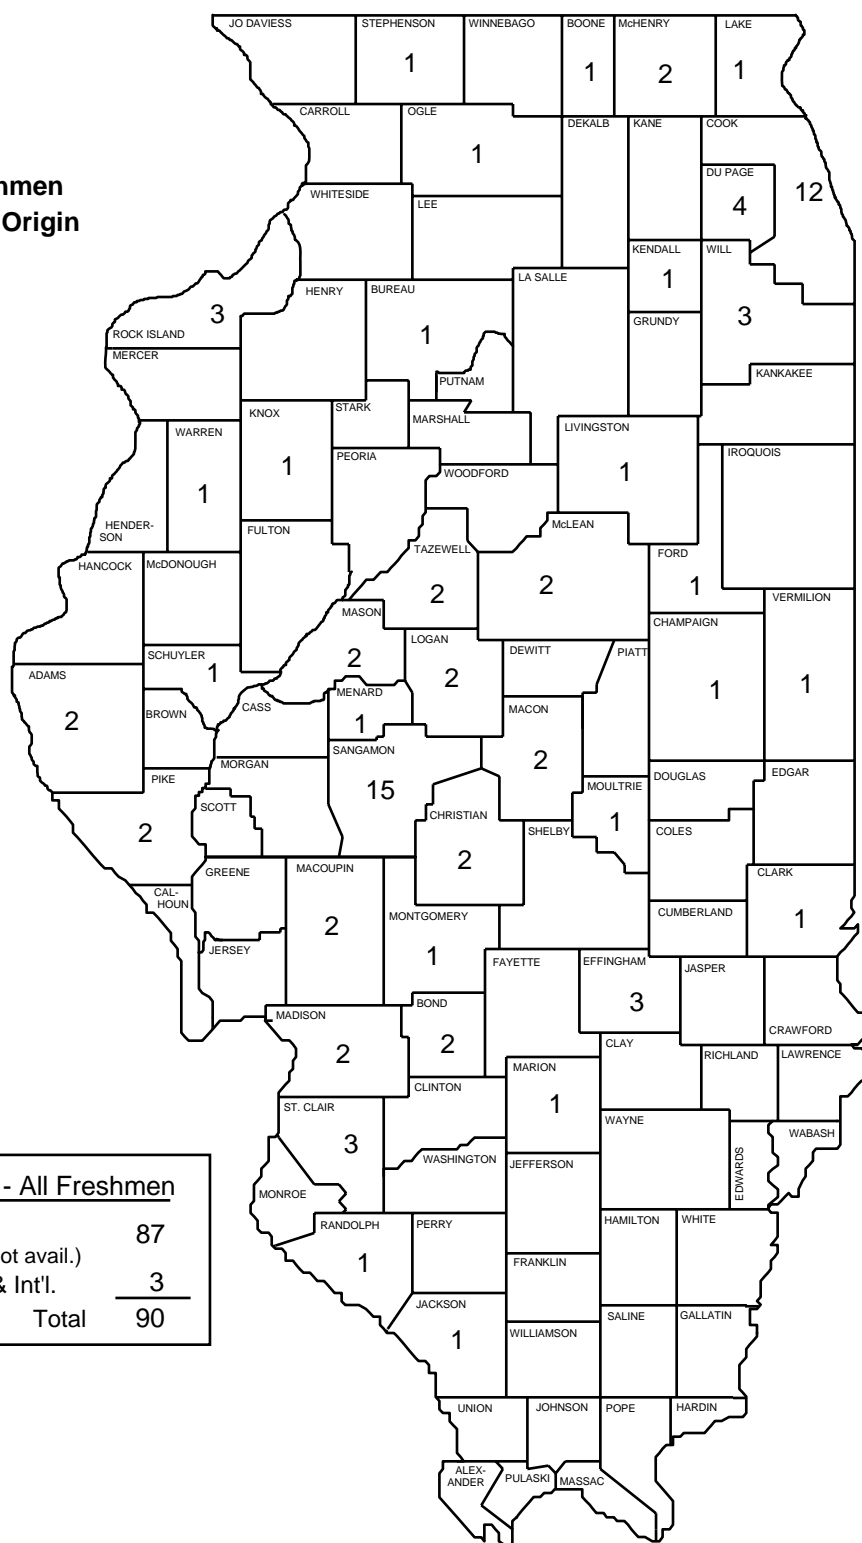 JO DAVIESS
STEPHENSON
1
WINNEBAGO
BOONE
1
McHENRY
2
LAKE
1
CARROLL
OGLE
1
DEKALB
KANE
COOK
12
DU PAGE
4
hmen
Origin
WHITESIDE
LEE
KENDALL
1
WILL
3
ROCK ISLAND
3
HENRY
BUREAU
1
LA SALLE
GRUNDY
MERCER
PUTNAM
KANKAKEE
KNOX
1
STARK
MARSHALL
LIVINGSTON
1
WARREN
1
PEORIA
WOODFORD
IROQUOIS
HENDER-
SON
FULTON
McLEAN
2
HANCOCK
McDONOUGH
TAZEWELL
2
FORD
1
VERMILION
1
MASON
2
CHAMPAIGN
1
LOGAN
2
DEWITT
PIATT
SCHUYLER
1
ADAMS
2
MENARD
1
CASS
BROWN
MACON
2
SANGAMON
15
MORGAN
PIKE
2
SCOTT
DOUGLAS
EDGAR
MOULTRIE
1
CHRISTIAN
2
SHELBY
COLES
GREENE
MACOUPIN
2
CLARK
1
CAL-
HOUN
MONTGOMERY
1
CUMBERLAND
JERSEY
FAYETTE
EFFINGHAM
3
JASPER
BOND
2
MADISON
2
CRAWFORD
CLAY
RICHLAND
LAWRENCE
MARION
1
CLINTON
ST. CLAIR
3
WAYNE
WABASH
EDWARDS
WASHINGTON
JEFFERSON
MONROE
RANDOLPH
1
PERRY
HAMILTON
WHITE
FRANKLIN
JACKSON
1
WILLIAMSON
SALINE
GALLATIN
UNION
JOHNSON
POPE
HARDIN
ALEX-
ANDER
PULASKI
MASSAC
- All Freshmen
87
ot avail.)
& Int'l. 3
Total 90